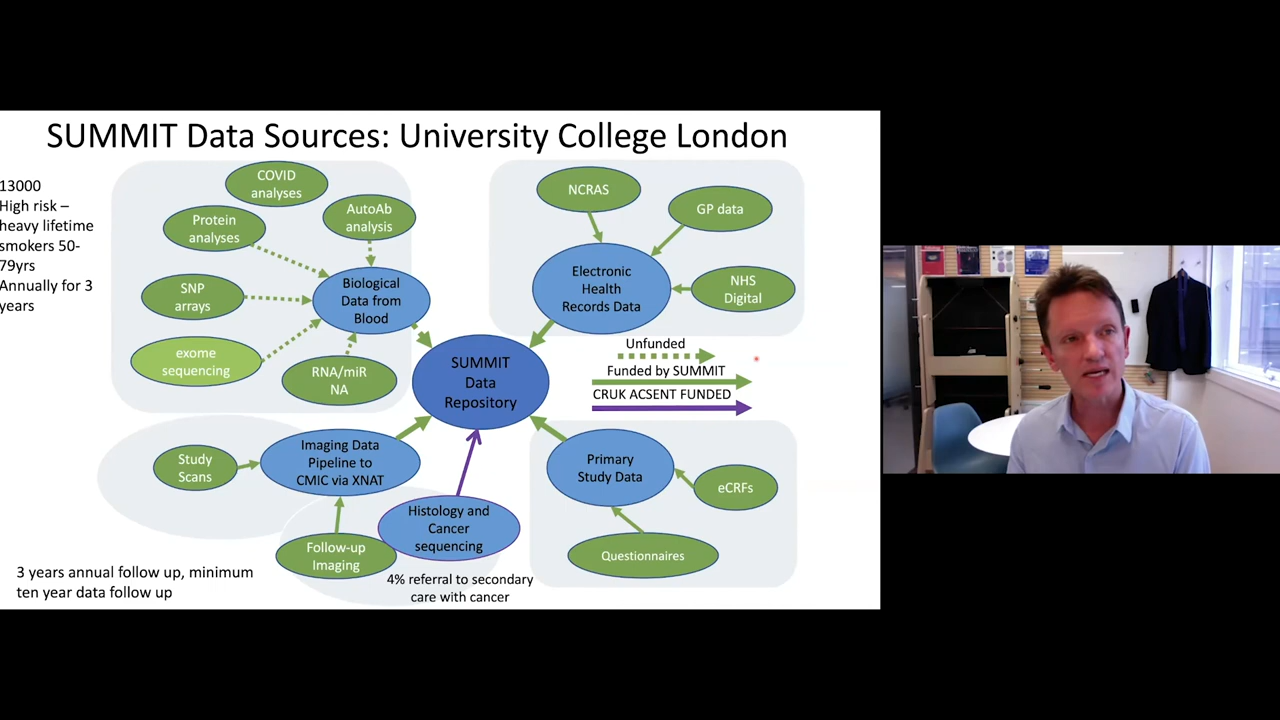 SUMMIT Data Sources: University College London
13000
High risk –
heavy lifetime
smokers 50-
79yrs
Annually for 3
years
COVID
analyses
AutoAb
analysis
Protein
analyses
SNP
arrays
exome
sequencing
RNA/miR
NA
Biological
Data from
Blood
NCRAS
GP data
NHS
Digital
Electronic
Health
Records Data
Unfunded
Funded by SUMMIT
CRUK ACSENT FUNDED
SUMMIT
Data
Repository
Study
Scans
Imaging Data
Pipeline to
CMIC via XNAT
Follow-up
Imaging
Histology and
Cancer
sequencing
Primary
Study Data
eCRFs
Questionnaires
3 years annual follow up, minimum
ten year data follow up
4% referral to secondary
care with cancer